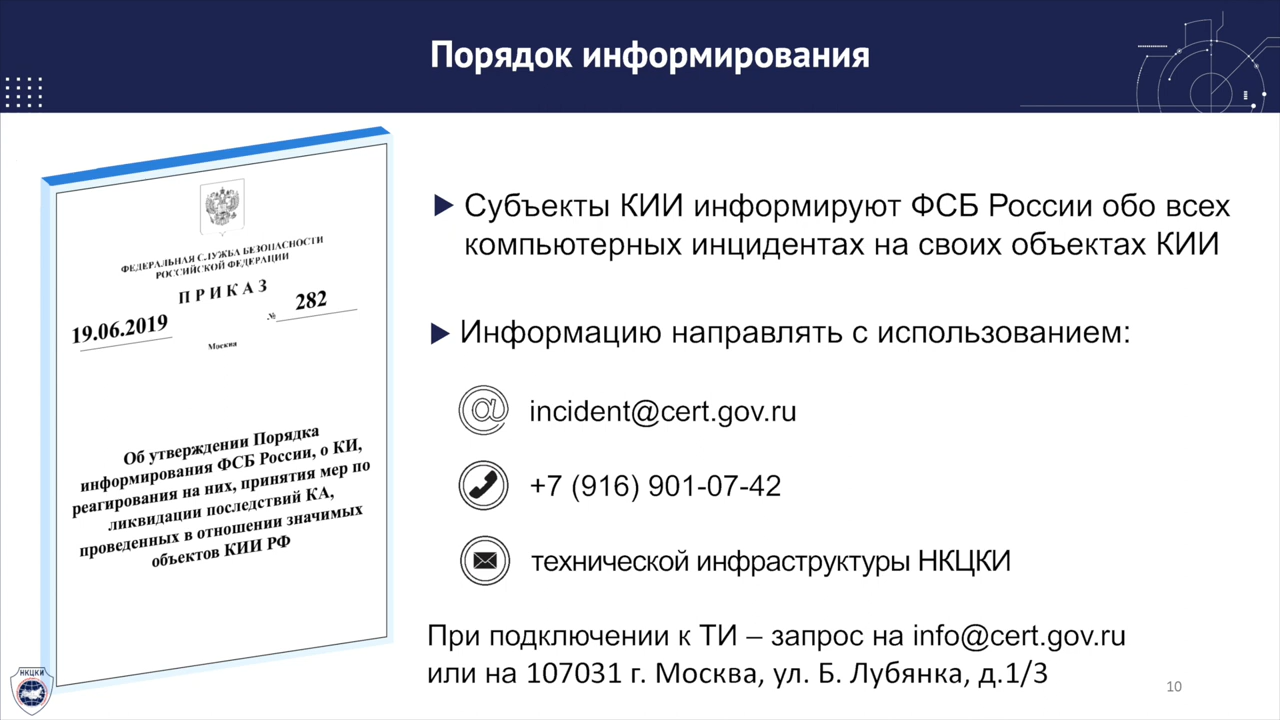 Порядок информирования
ФЕДЕРАЛЬНАЯ СЛУЖБА БЕЗОПАСНОСТИ
РОССИЙСКОЙ ФЕДЕРАЦИИ
ПРИКАЗ
19.06.2019
№ 282
Москва
Об утверждении Порядка
информирования ФСБ России, о КИ,
реагирования на них, принятия мер по
ликвидации последствий КА,
проведенных в отношении значимых
объектов КИИ РФ
Субъекты КИИ информируют ФСБ России обо всех
компьютерных инцидентах на своих объектах КИИ
Информацию направлять с использованием:
incident@cert.gov.ru
+7 (916) 901-07-42
технической инфраструктуры НКЦКИ
При подключении к ТИ – запрос на info@cert.gov.ru
или на 107031 г. Москва, ул. Б. Лубянка, д.1/3
НКЦКИ
10